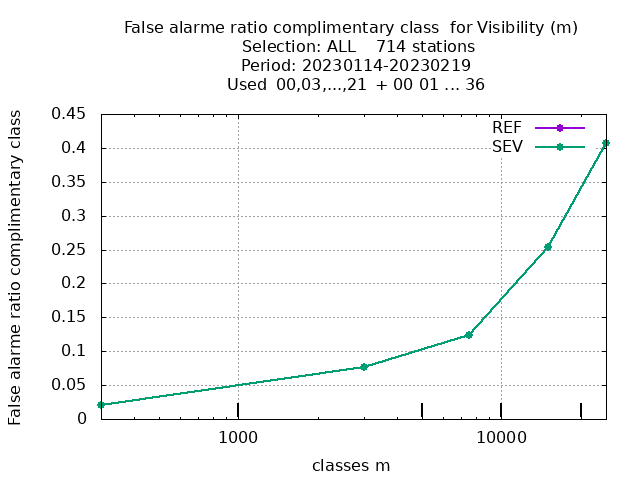 False alarme ratio complimentary class  for Visibility (m)
Selection: ALL    714 stations
Period: 20230114-20230219
Used  00,03,...,21  + 00 01 ... 36
False alarme ratio complimentary class
0.45
0.4
0.35
0.3
0.25
0.2
0.15
0.1
0.05
0
REF
SEV
1000
10000
classes m